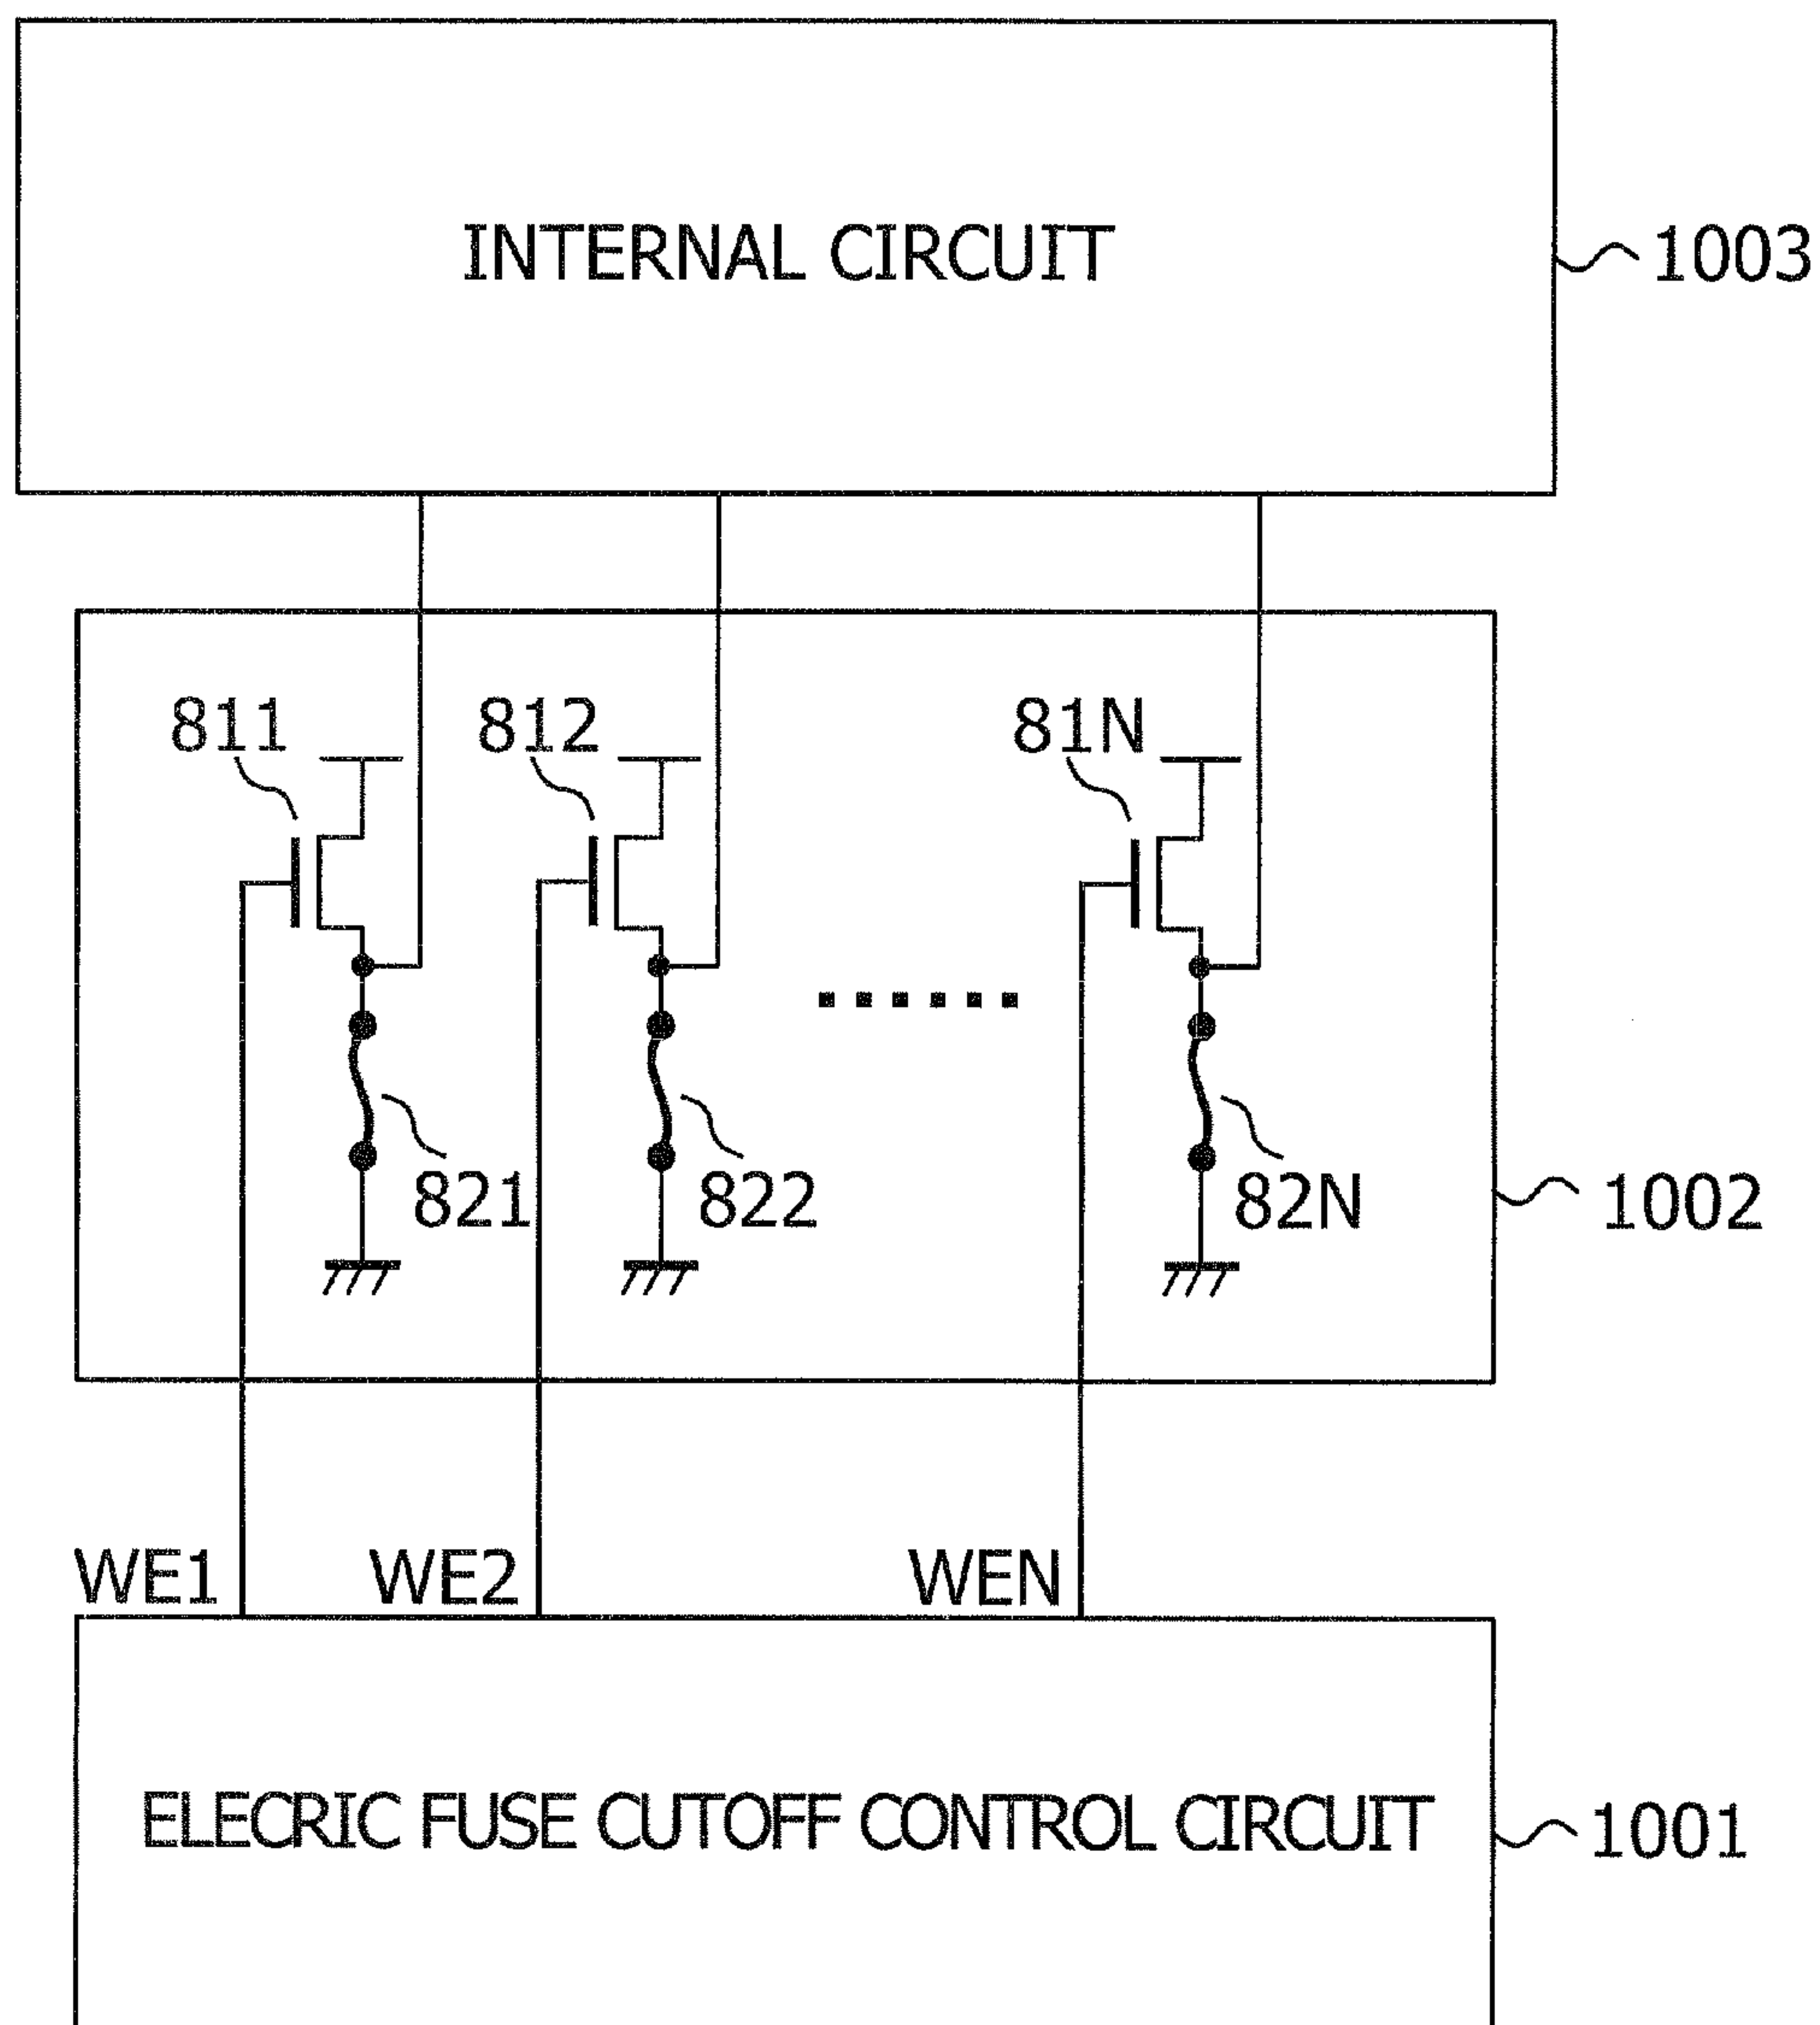 INTERNAL CIRCUIT
1003
811
812
81N
821
822
82N
1002
WE1
WE2
WEN
ELECRIC FUSE CUTOFF CONTROL CIRCUIT
1001